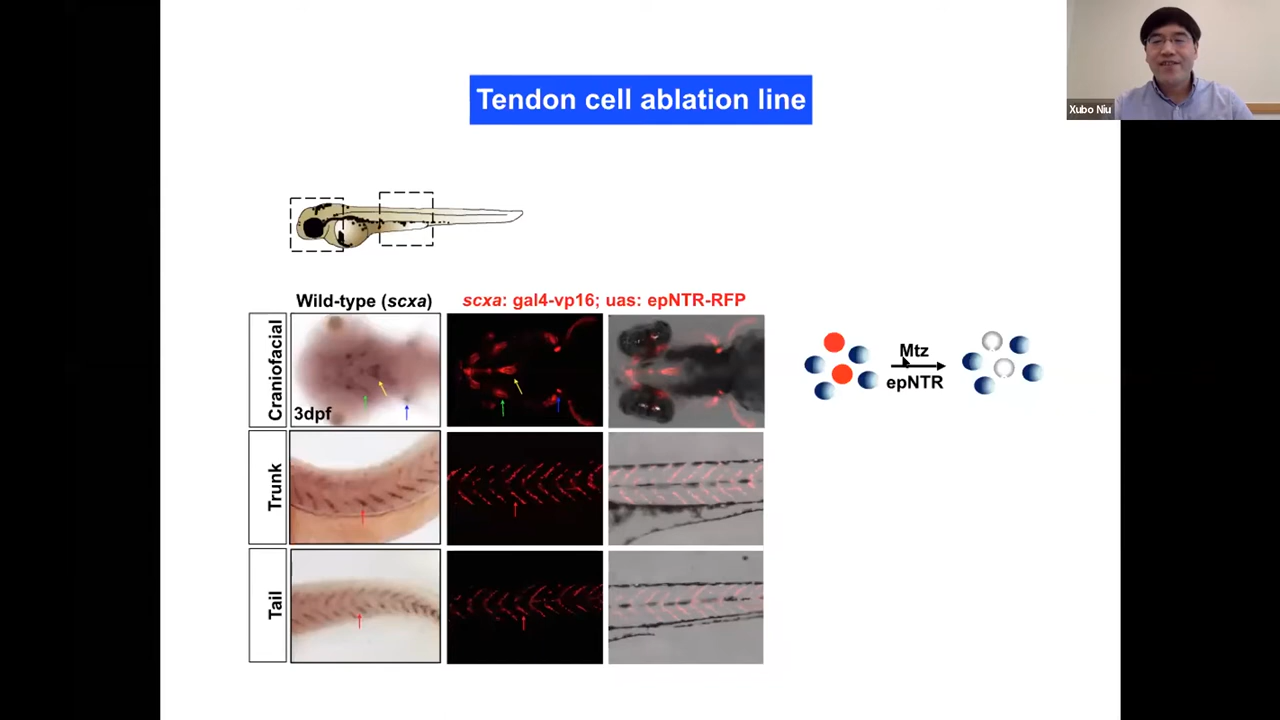 Tendon cell ablation line
Xubo Niu
Wild-type (scxa)
scxa: gal4-vp16; uas: epNTR-RFP
Craniofacial
3dpf
Trunk
Tail
Mtz
epNTR